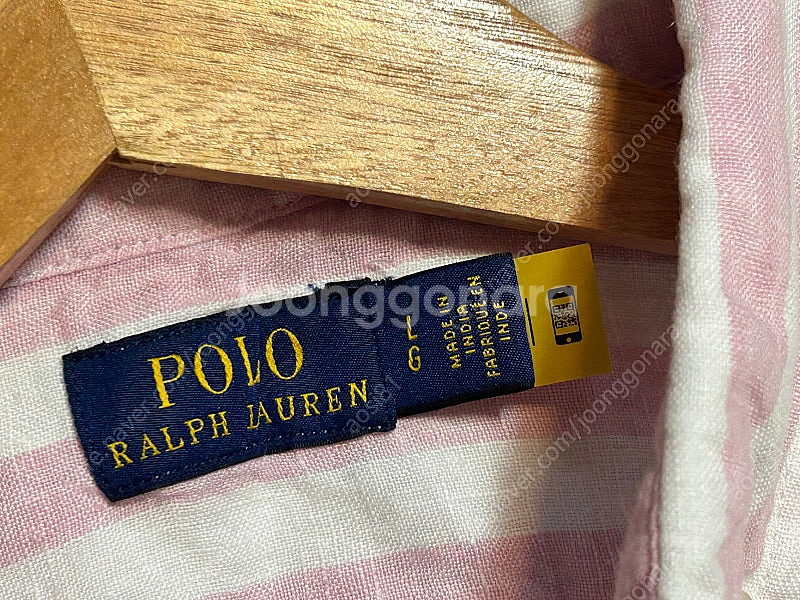 POLO
RALPH LAUREN
L
G
MADE IN
INDIA
FABRIQUE EN
INDE
joonggonara